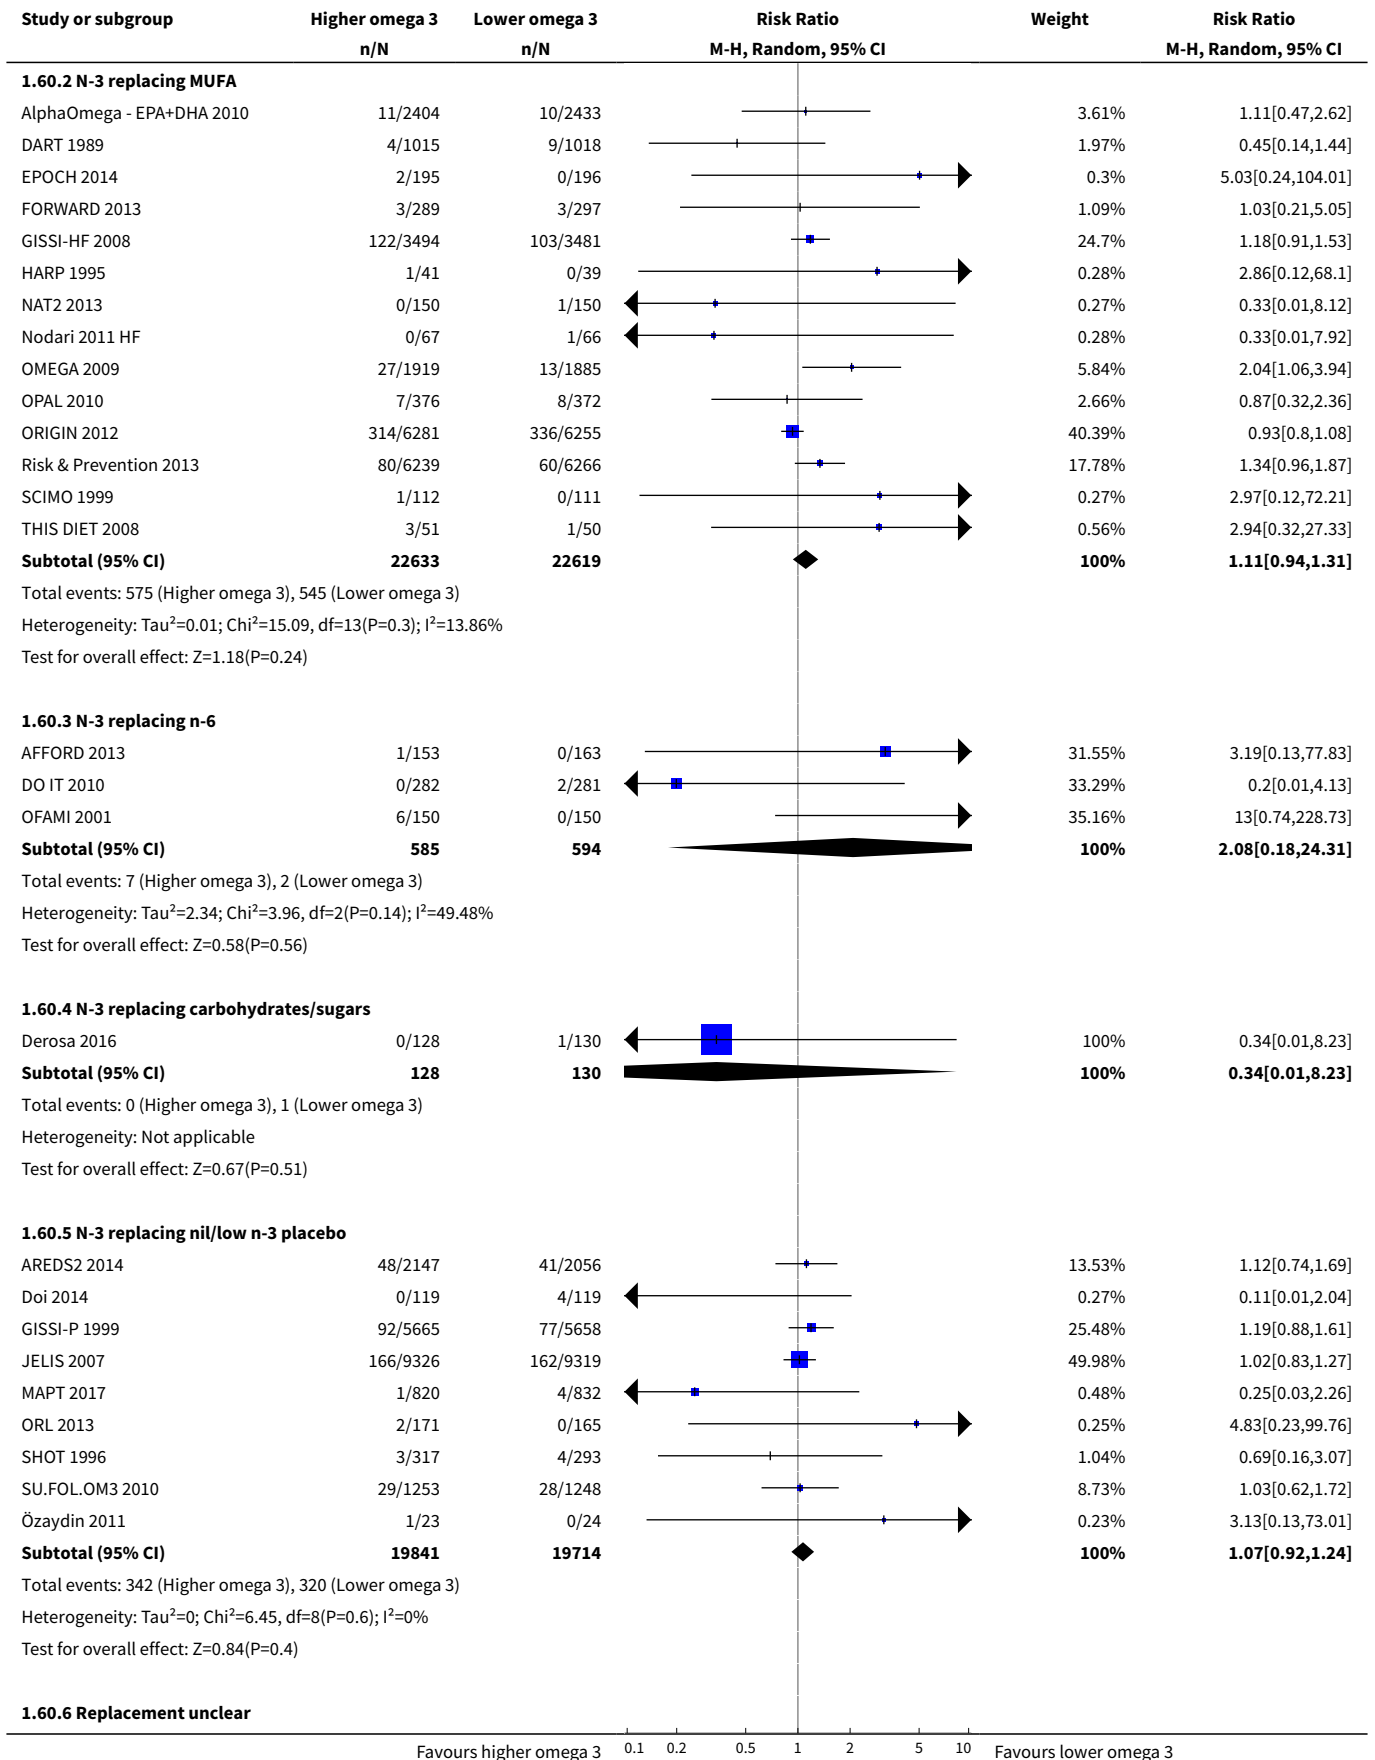 Study or subgroup Higher omega 3 Lower omega 3 Risk Ratio Weight Risk Ratio
n/N n/N M-H, Random, 95% CI M-H, Random, 95% CI
1.60.2 N-3 replacing MUFA
AlphaOmega - EPA+DHA 2010 11/2404 10/2433 3.61% 1.11[0.47,2.62]
DART 1989 4/1015 9/1018 1.97% 0.45[0.14,1.44]
EPOCH 2014 2/195 0/196 0.3% 5.03[0.24,104.01]
FORWARD 2013 3/289 3/297 1.09% 1.03[0.21,5.05]
GISSI-HF 2008 122/3494 103/3481 24.7% 1.18[0.91,1.53]
HARP 1995 1/41 0/39 0.28% 2.86[0.12,68.1]
NAT2 2013 0/150 1/150 0.27% 0.33[0.01,8.12]
Nodari 2011 HF 0/67 1/66 0.28% 0.33[0.01,7.92]
OMEGA 2009 27/1919 13/1885 5.84% 2.04[1.06,3.94]
OPAL 2010 7/376 8/372 2.66% 0.87[0.32,2.36]
ORIGIN 2012 314/6281 336/6255 40.39% 0.93[0.8,1.08]
Risk & Prevention 2013 80/6239 60/6266 17.78% 1.34[0.96,1.87]
SCIMO 1999 1/112 0/111 0.27% 2.97[0.12,72.21]
THIS DIET 2008 3/51 1/50 0.56% 2.94[0.32,27.33]
Subtotal (95% CI) 22633 22619 100% 1.11[0.94,1.31]
Total events: 575 (Higher omega 3), 545 (Lower omega 3)
Heterogeneity: Tau²=0.01; Chi²=15.09, df=13(P=0.3); I²=13.86%
Test for overall effect: Z=1.18(P=0.24)
1.60.3 N-3 replacing n-6
AFFORD 2013 1/153 0/163 31.55% 3.19[0.13,77.83]
DO IT 2010 0/282 2/281 33.29% 0.2[0.01,4.13]
OFAMI 2001 6/150 0/150 35.16% 13[0.74,228.73]
Subtotal (95% CI) 585 594 100% 2.08[0.18,24.31]
Total events: 7 (Higher omega 3), 2 (Lower omega 3)
Heterogeneity: Tau²=2.34; Chi²=3.96, df=2(P=0.14); I²=49.48%
Test for overall effect: Z=0.58(P=0.56)
1.60.4 N-3 replacing carbohydrates/sugars
Derosa 2016 0/128 1/130 100% 0.34[0.01,8.23]
Subtotal (95% CI) 128 130 100% 0.34[0.01,8.23]
Total events: 0 (Higher omega 3), 1 (Lower omega 3)
Heterogeneity: Not applicable
Test for overall effect: Z=0.67(P=0.51)
1.60.5 N-3 replacing nil/low n-3 placebo
AREDS2 2014 48/2147 41/2056 13.53% 1.12[0.74,1.69]
Doi 2014 0/119 4/119 0.27% 0.11[0.01,2.04]
GISSI-P 1999 92/5665 77/5658 25.48% 1.19[0.88,1.61]
JELIS 2007 166/9326 162/9319 49.98% 1.02[0.83,1.27]
MAPT 2017 1/820 4/832 0.48% 0.25[0.03,2.26]
ORL 2013 2/171 0/165 0.25% 4.83[0.23,99.76]
SHOT 1996 3/317 4/293 1.04% 0.69[0.16,3.07]
SU.FOL.OM3 2010 29/1253 28/1248 8.73% 1.03[0.62,1.72]
Özaydin 2011 1/23 0/24 0.23% 3.13[0.13,73.01]
Subtotal (95% CI) 19841 19714 100% 1.07[0.92,1.24]
Total events: 342 (Higher omega 3), 320 (Lower omega 3)
Heterogeneity: Tau²=0; Chi²=6.45, df=8(P=0.6); I²=0%
Test for overall effect: Z=0.84(P=0.4)
1.60.6 Replacement unclear
Favours higher omega 3 0.1 0.2 0.5 1 2 5 10 Favours lower omega 3